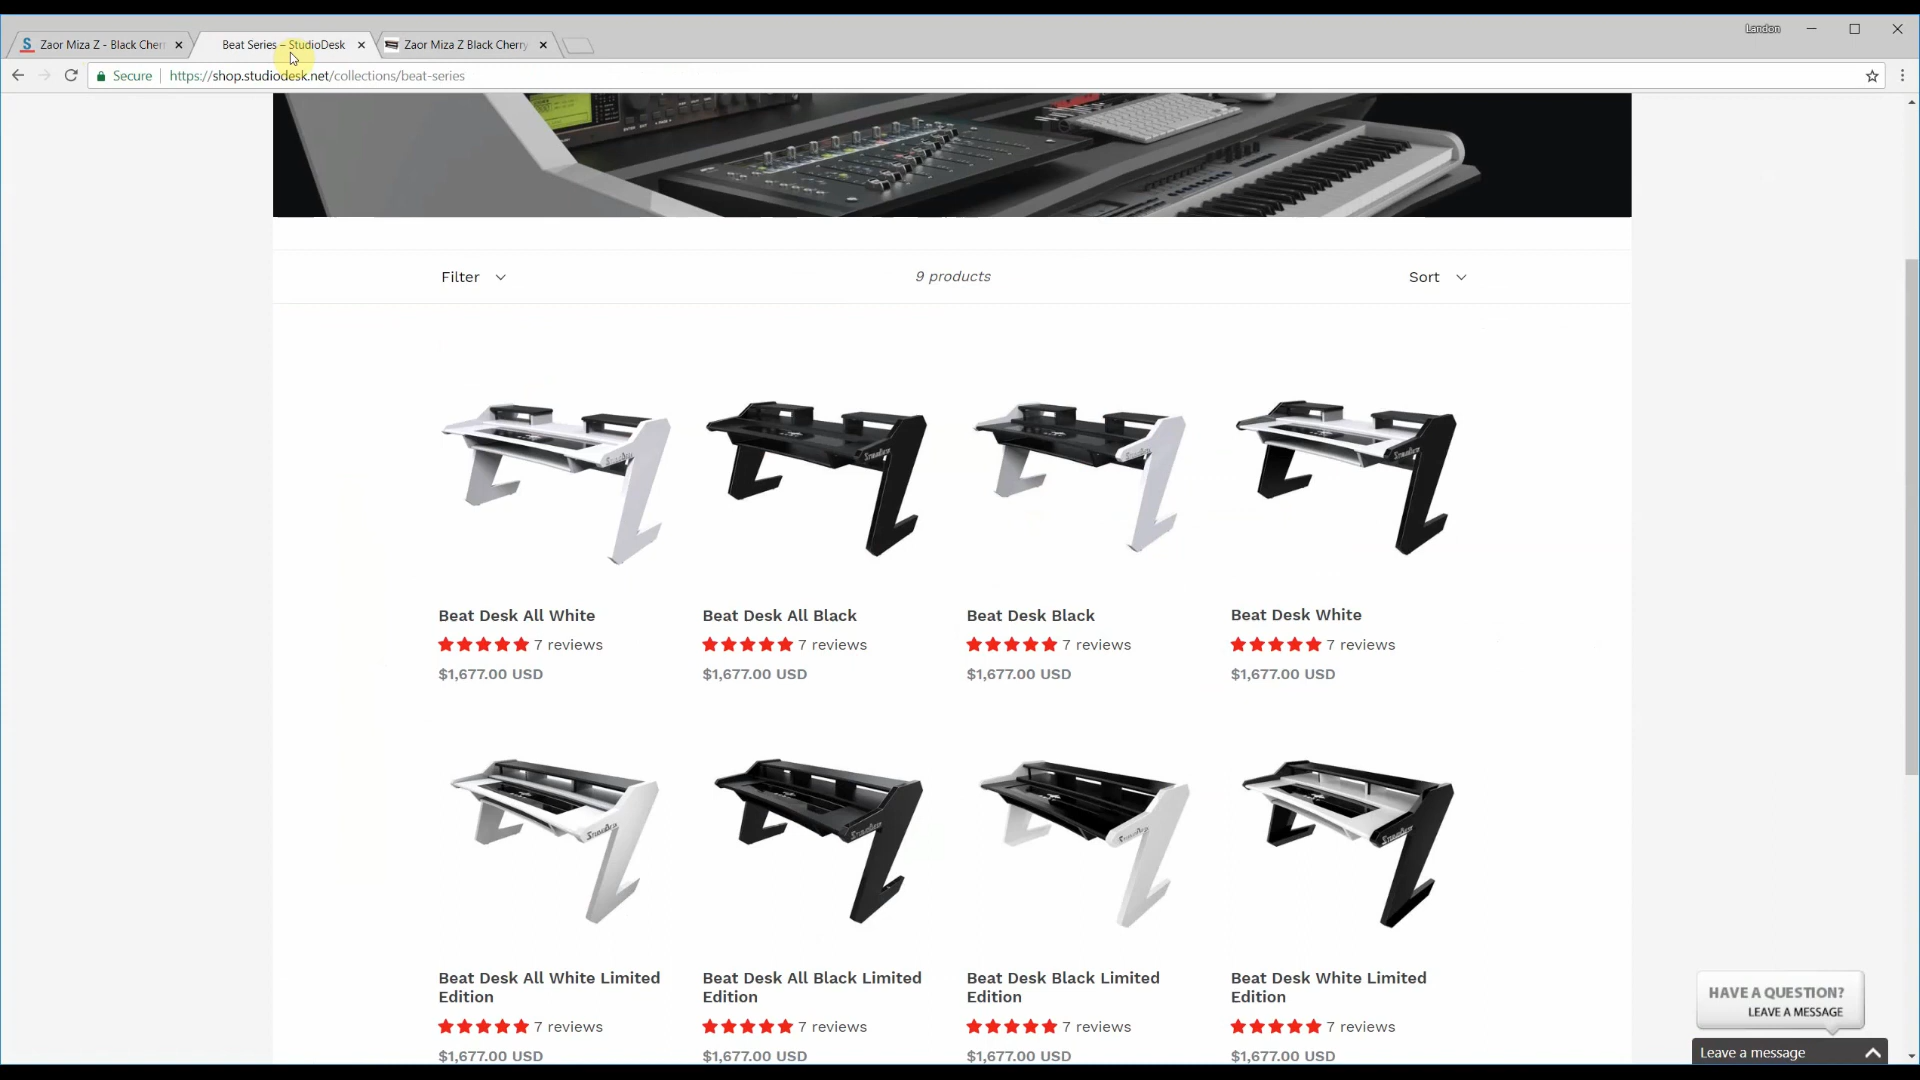 Landon
Zaor Miza Z - Black Cher
Beat Series – StudioDesk
Zaor Miza Z Black Cherry
Secure
https://shop.studiodesk.net/collections/beat-series
Filter
9 products
Sort
Beat Desk All White
7 reviews
$1,677.00 USD
Beat Desk All Black
7 reviews
$1,677.00 USD
Beat Desk Black
7 reviews
$1,677.00 USD
Beat Desk White
7 reviews
$1,677.00 USD
Beat Desk All White Limited
Edition
7 reviews
$1,677.00 USD
Beat Desk All Black Limited
Edition
7 reviews
$1,677.00 USD
Beat Desk Black Limited
Edition
7 reviews
$1,677.00 USD
Beat Desk White Limited
Edition
7 reviews
$1,677.00 USD
HAVE A QUESTION?
LEAVE A MESSAGE
Leave a message